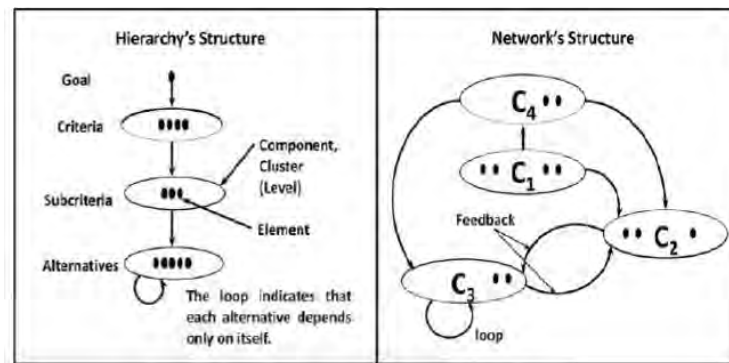 Hierarchy's Structure
Goal
Criteria
Component,
Cluster
(Level)
Subcriteria
Element
Alternatives
The loop indicates that
each alternative depends
only on itself.
Network's Structure
C4
C1
Feedback
C2
C3
loop